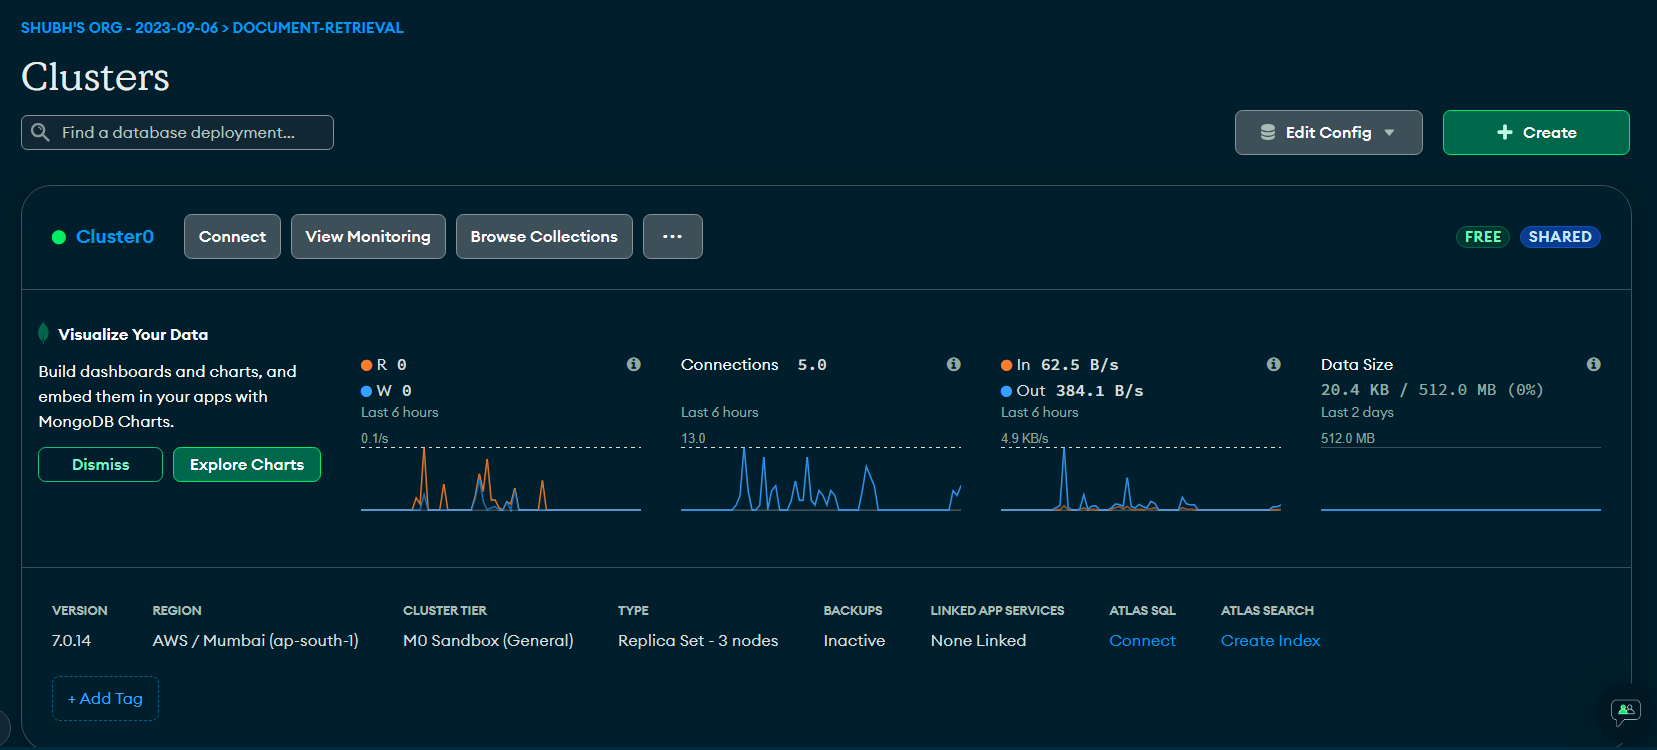 SHUBH'S ORG - 2023-09-06 > DOCUMENT-RETRIEVAL
Clusters
Find a database deployment...
Edit Config
+ Create
Cluster0
Connect
View Monitoring
Browse Collections
...
FREE
SHARED
Visualize Your Data
Build dashboards and charts, and
embed them in your apps with
MongoDB Charts.
Dismiss
Explore Charts
R 0
W 0
Last 6 hours
0.1/s
Connections 5.0
Last 6 hours
13.0
In 62.5 B/s
Out 384.1 B/s
Last 6 hours
4.9 KB/s
Data Size
20.4 KB / 512.0 MB (0%)
Last 2 days
512.0 MB
VERSION
7.0.14
REGION
AWS / Mumbai (ap-south-1)
CLUSTER TIER
M0 Sandbox (General)
TYPE
Replica Set - 3 nodes
BACKUPS
Inactive
LINKED APP SERVICES
None Linked
ATLAS SQL
Connect
ATLAS SEARCH
Create Index
+ Add Tag